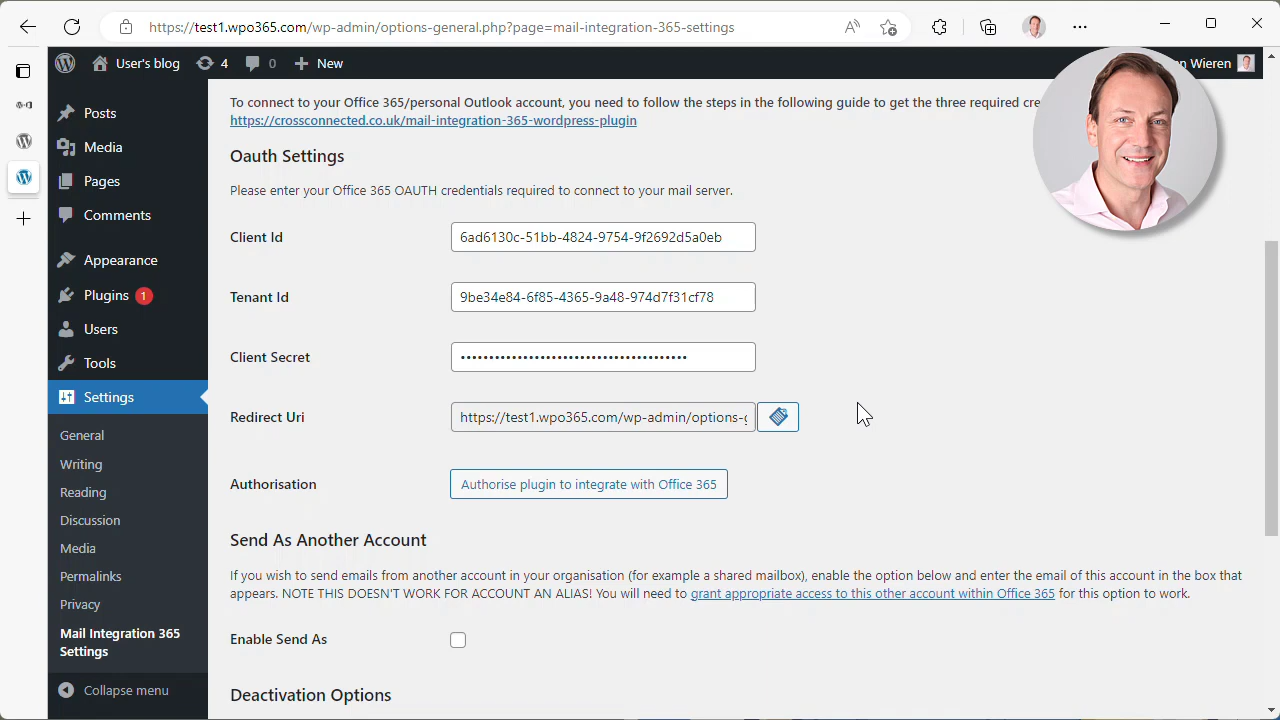 https://test1.wpo365.com/wp-admin/options-general.php?page=mail-integration-365-settings
User's blog
4
0
New
Wieren
Posts
Media
Pages
Comments
Appearance
Plugins 1
Users
Tools
Settings
General
Writing
Reading
Discussion
Media
Permalinks
Privacy
Mail Integration 365
Settings
Collapse menu
To connect to your Office 365/personal Outlook account, you need to follow the steps in the following guide to get the three required
https://crossconnected.co.uk/mail-integration-365-wordpress-plugin
Oauth Settings
Please enter your Office 365 OAUTH credentials required to connect to your mail server.
Client Id
6ad6130c-51bb-4824-9754-9f2692d5a0eb
Tenant Id
9be34e84-6f85-4365-9a48-974d7f31cf78
Client Secret
Redirect Uri
https://test1.wpo365.com/wp-admin/options-
Authorisation
Authorise plugin to integrate with Office 365
Send As Another Account
If you wish to send emails from another account in your organisation (for example a shared mailbox), enable the option below and enter the email of this account in the box that
appears. NOTE THIS DOESN'T WORK FOR ACCOUNT AN ALIAS! You will need to grant appropriate access to this other account within Office 365 for this option to work.
Enable Send As
Deactivation Options